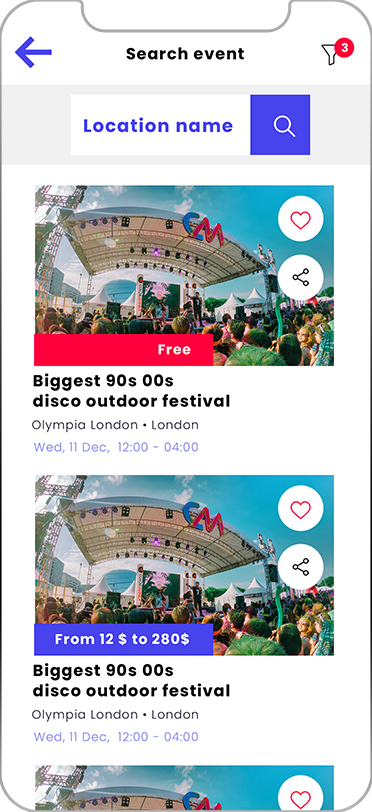 Search event
3
Location name
CM
Free
Biggest 90s 00s
disco outdoor festival
Olympia London • London
Wed, 11 Dec, 12:00 - 04:00
CM
From 12 $ to 280$
Biggest 90s 00s
disco outdoor festival
Olympia London • London
Wed, 11 Dec, 12:00 - 04:00